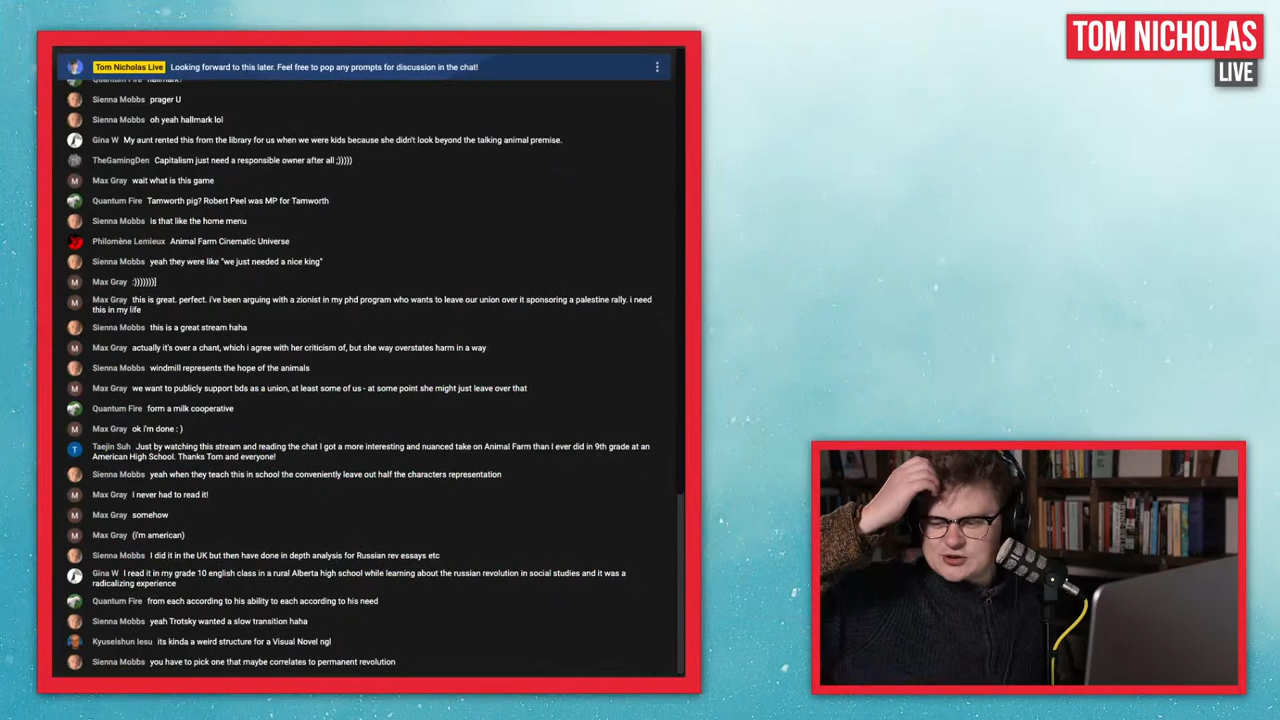 TOM NICHOLAS
LIVE
Tom Nicholas Live Looking forward to this later. Feel free to pop any prompts for discussion in the chat!
Quantum Fire hallmark?
Sienna Mobbs prager U
Sienna Mobbs oh yeah hallmark lol
Gina W My aunt rented this from the library for us when we were kids because she didn't look beyond the talking animal premise.
TheGamingDen Capitalism just need a responsible owner after all ;)))))
M Max Gray wait what is this game
Quantum Fire Tamworth pig? Robert Peel was MP for Tamworth
Sienna Mobbs is that like the home menu
Philomène Lemieux Animal Farm Cinematic Universe
Sienna Mobbs yeah they were like "we just needed a nice king"
M Max Gray :)))))))]
M Max Gray this is great. perfect. i've been arguing with a zionist in my phd program who wants to leave our union over it sponsoring a palestine rally. i need
this in my life
Sienna Mobbs this is a great stream haha
M Max Gray actually it's over a chant, which i agree with her criticism of, but she way overstates harm in a way
Sienna Mobbs windmill represents the hope of the animals
M Max Gray we want to publicly support bds as a union, at least some of us - at some point she might just leave over that
Quantum Fire form a milk cooperative
M Max Gray ok i'm done : )
T Taejin Suh Just by watching this stream and reading the chat I got a more interesting and nuanced take on Animal Farm than I ever did in 9th grade at an
American High School. Thanks Tom and everyone!
Sienna Mobbs yeah when they teach this in school the conveniently leave out half the characters representation
M Max Gray I never had to read it!
M Max Gray somehow
M Max Gray (i'm american)
Sienna Mobbs I did it in the UK but then have done in depth analysis for Russian rev essays etc
Gina W I read it in my grade 10 english class in a rural Alberta high school while learning about the russian revolution in social studies and it was a
radicalizing experience
Quantum Fire from each according to his ability to each according to his need
Sienna Mobbs yeah Trotsky wanted a slow transition haha
Kyuseishun Iesu its kinda a weird structure for a Visual Novel ngl
Sienna Mobbs you have to pick one that maybe correlates to permanent revolution